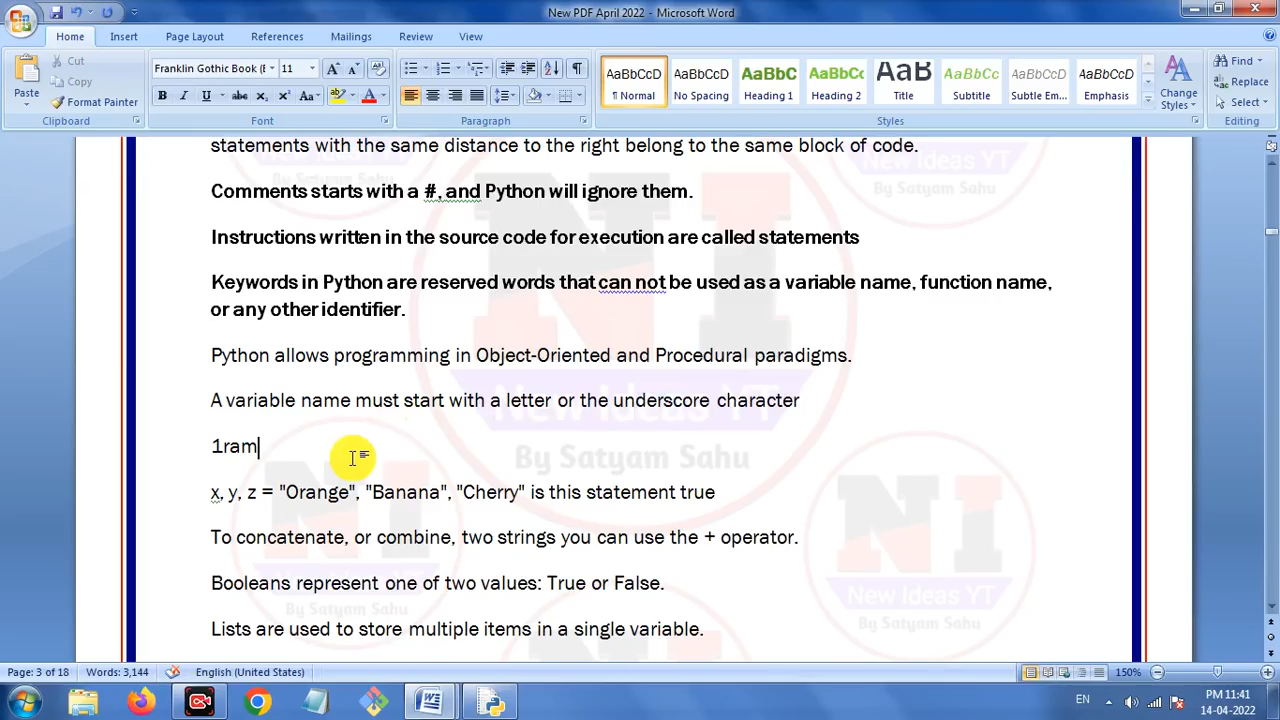 New PDF April 2022 - Microsoft Word
Home Insert Page Layout References Mailings Review View
Paste Cut Copy Format Painter Clipboard
Franklin Gothic Book (E 11 Font
Paragraph
AaBbCcD ¶ Normal
AaBbCcD No Spacing
AaBbC Heading 1
AaBbCc Heading 2
AaB Title
AaBbCc Subtitle
AaBbCcD Subtle Em...
AaBbCcD Emphasis
Change Styles
Styles
Find Replace Select Editing
statements with the same distance to the right belong to the same block of code.
Comments starts with a #, and Python will ignore them.
Instructions written in the source code for execution are called statements
Keywords in Python are reserved words that can not be used as a variable name, function name,
or any other identifier.
Python allows programming in Object-Oriented and Procedural paradigms.
A variable name must start with a letter or the underscore character
1ram
x, y, z = "Orange", "Banana", "Cherry" is this statement true
To concatenate, or combine, two strings you can use the + operator.
Booleans represent one of two values: True or False.
Lists are used to store multiple items in a single variable.
NI
New Ideas YT
By Satyam Sahu
Page: 3 of 18 Words: 3,144 English (United States) 150%
EN PM 11:41
14-04-2022